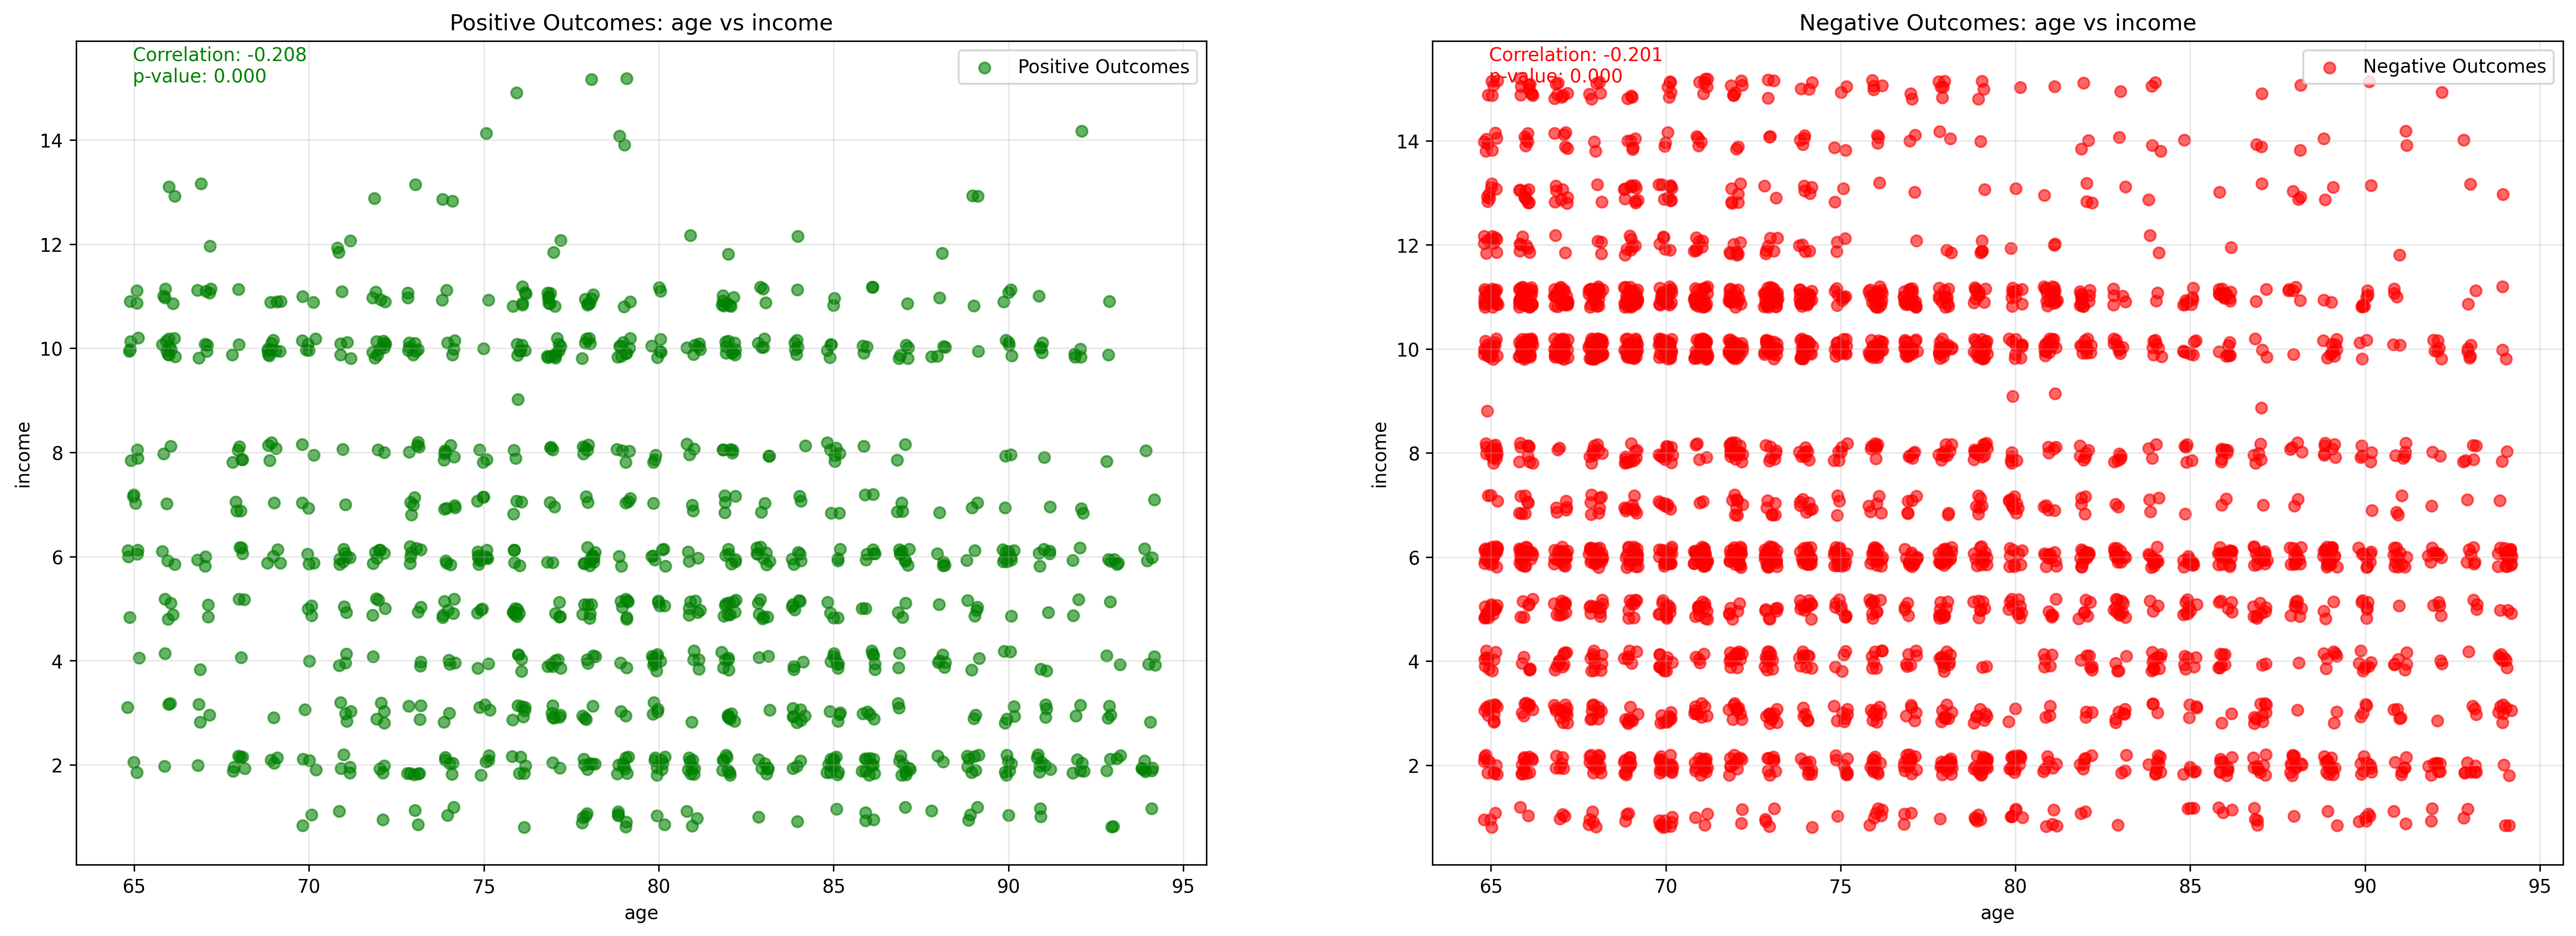 Positive Outcomes: age vs income
Correlation: -0.208
p-value: 0.000
Positive Outcomes
14
12
10
8
6
4
2
income
65
70
75
80
85
90
95
age
Negative Outcomes: age vs income
Correlation: -0.201
p-value: 0.000
Negative Outcomes
14
12
10
8
6
4
2
income
65
70
75
80
85
90
95
age